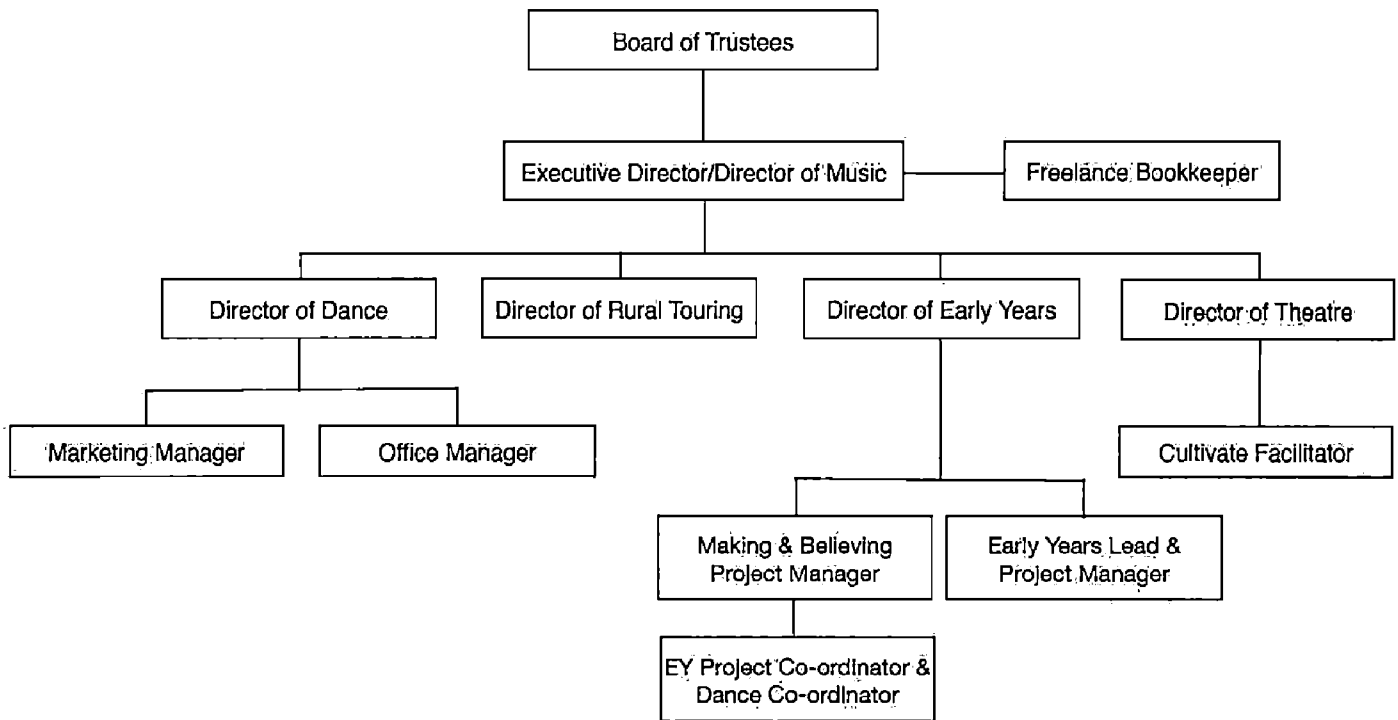 Board of Trustees
Executive Director/Director of Music
Freelance Bookkeeper
Director of Dance
Director of Rural Touring
Director of Early Years
Director of Theatre
Marketing Manager
Office Manager
Cultivate Facilitator
Making & Believing
Project Manager
Early Years Lead &
Project Manager
EY Project Co-ordinator &
Dance Co-ordinator